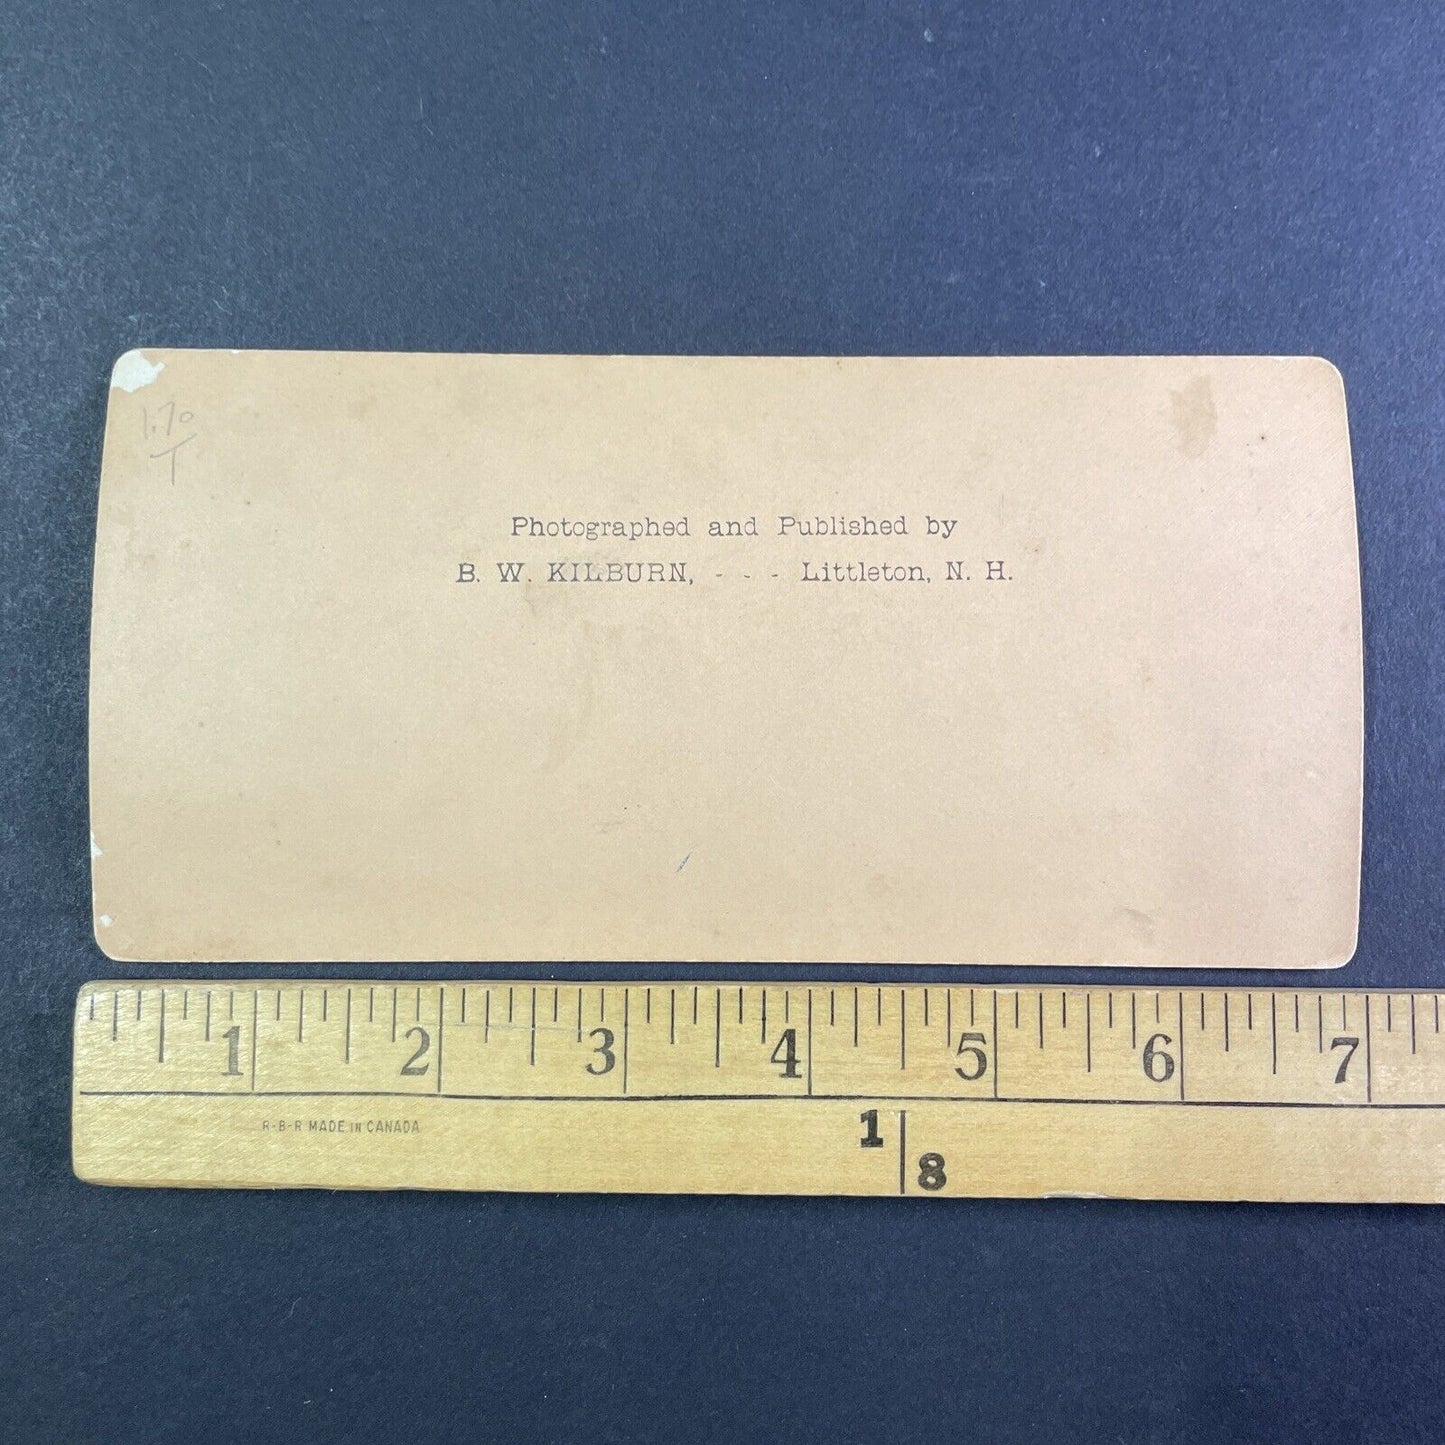 1.70
T
Photographed and Published by
B. W. KILBURN, - - - Littleton, N. H.
1 2 3 4 5 6 7
R-B-R MADE IN CANADA
1
8